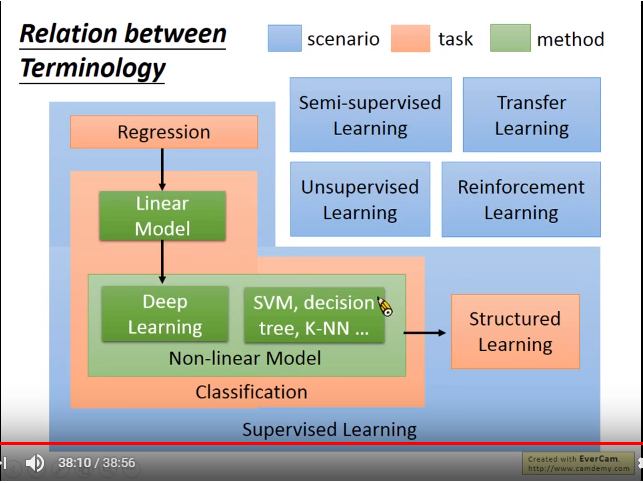 Relation between
Terminology
scenario
task
method
Semi-supervised
Learning
Transfer
Learning
Regression
Unsupervised
Learning
Reinforcement
Learning
Linear
Model
Deep
Learning
SVM, decision
tree, K-NN ...
Non-linear Model
Structured
Learning
Classification
Supervised Learning
38:10 / 38:56
Created with EverCam.
http://www.camdemy.com